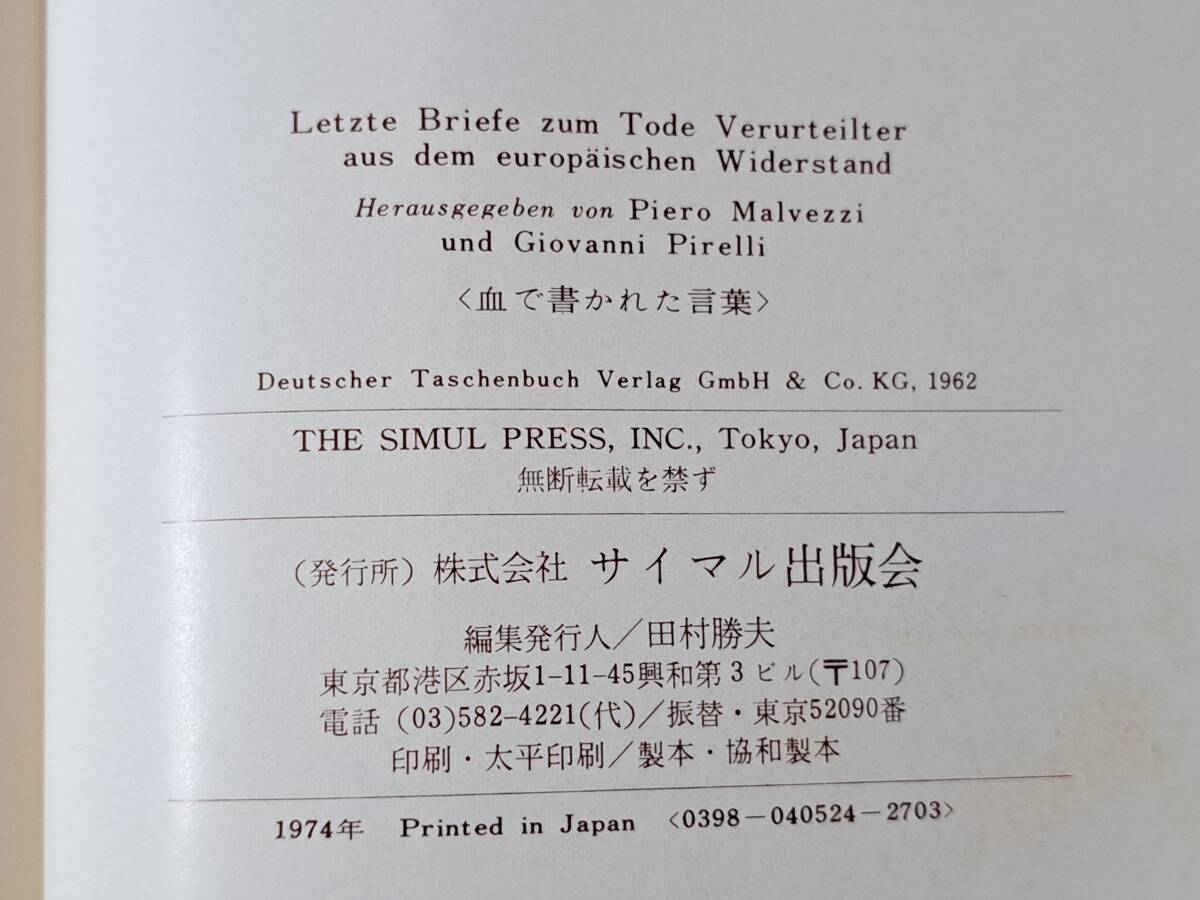 Letzte Briefe zum Tode Verurteilter
aus dem europäischen Widerstand
Herausgegeben von Piero Malvezzi
und Giovanni Pirelli
〈血で書かれた言葉〉
Deutscher Taschenbuch Verlag GmbH & Co. KG, 1962
THE SIMUL PRESS, INC., Tokyo, Japan
無断転載を禁ず
（発行所）株式会社 サイマル出版会
編集発行人／田村勝夫
東京都港区赤坂1-11-45興和第3ビル(〒107)
電話 (03)582-4221(代)／振替・東京52090番
印刷・太平印刷／製本・協和製本
1974年 Printed in Japan 〈0398－040524－2703〉